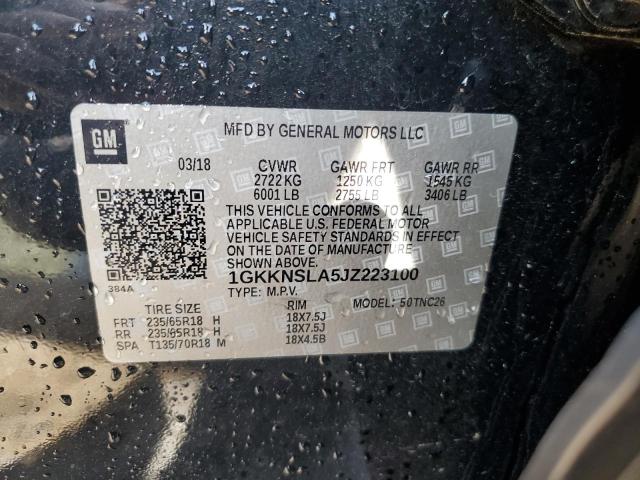 GM
MFD BY GENERAL MOTORS LLC
03/18 GVWR GAWR FRT GAWR RR
2722 KG 1250 KG 1545 KG
6001 LB 2755 LB 3406 LB
THIS VEHICLE CONFORMS TO ALL
APPLICABLE U.S. FEDERAL MOTOR
VEHICLE SAFETY STANDARDS IN EFFECT
ON THE DATE OF MANUFACTURE
SHOWN ABOVE.
1GKKNSLA5JZ223100
384A TYPE: M.P.V. MODEL: 50TNC26
TIRE SIZE RIM
FRT 235/65R18 H 18X7.5J
RR 235/65R18 H 18X7.5J
SPA T135/70R18 M 18X4.5B